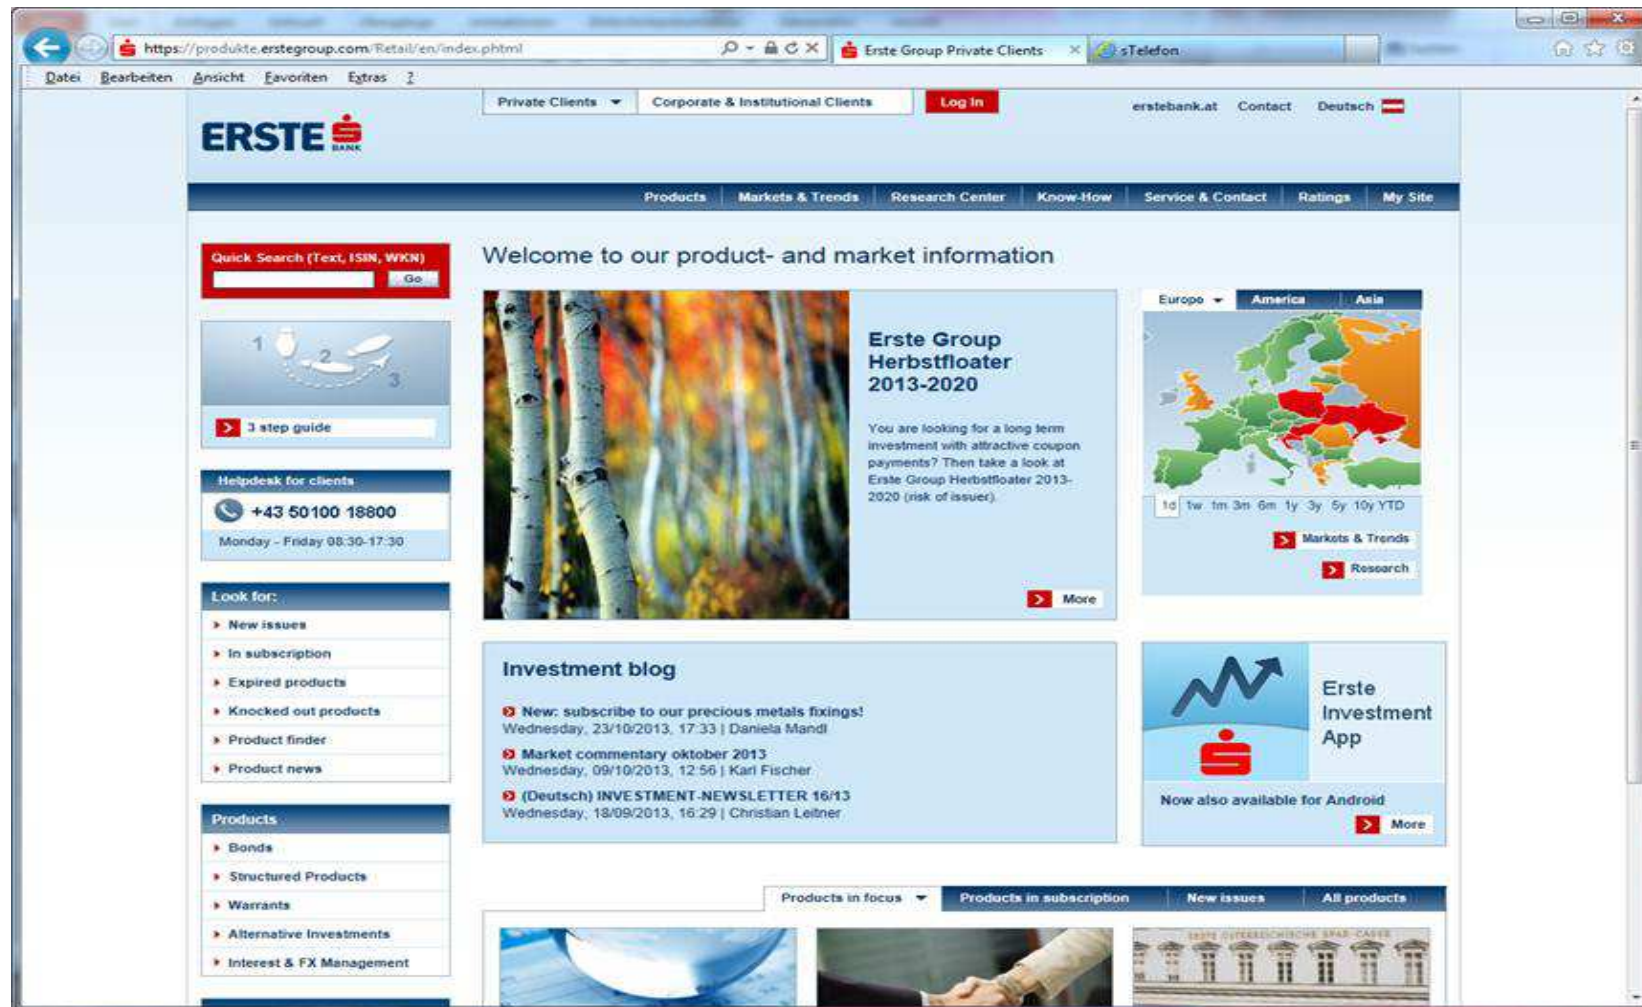 https://produkte.erstegroup.com/Retail/en/index.phtml
Erste Group Private Clients
sTelefon
Datei Bearbeiten Ansicht Favoriten Extras ?
Private Clients
Corporate & Institutional Clients
Log In
erstebank.at Contact Deutsch
ERSTE BANK
Products Markets & Trends Research Center Know-How Service & Contact Ratings My Site
Quick Search (Text, ISIN, WKN)
Go
1 2 3
3 step guide
Helpdesk for clients
+43 50100 18800
Monday - Friday 08:30-17:30
Look for:
New issues
In subscription
Expired products
Knocked out products
Product finder
Product news
Products
Bonds
Structured Products
Warrants
Alternative Investments
Interest & FX Management
Welcome to our product- and market information
Erste Group
Herbstfloater
2013-2020
You are looking for a long term
investment with attractive coupon
payments? Then take a look at
Erste Group Herbstfloater 2013-
2020 (risk of issuer).
More
Europe America Asia
1d 1w 1m 3m 6m 1y 3y 5y 10y YTD
Markets & Trends
Research
Investment blog
New: subscribe to our precious metals fixings!
Wednesday, 23/10/2013, 17:33 | Daniela Mandl
Market commentary oktober 2013
Wednesday, 09/10/2013, 12:56 | Karl Fischer
(Deutsch) INVESTMENT-NEWSLETTER 16/13
Wednesday, 18/09/2013, 16:29 | Christian Leitner
Erste
Investment
App
Now also available for Android
More
Products in focus Products in subscription New issues All products
ERSTE OESTERREICHISCHE SPAR-CASSE